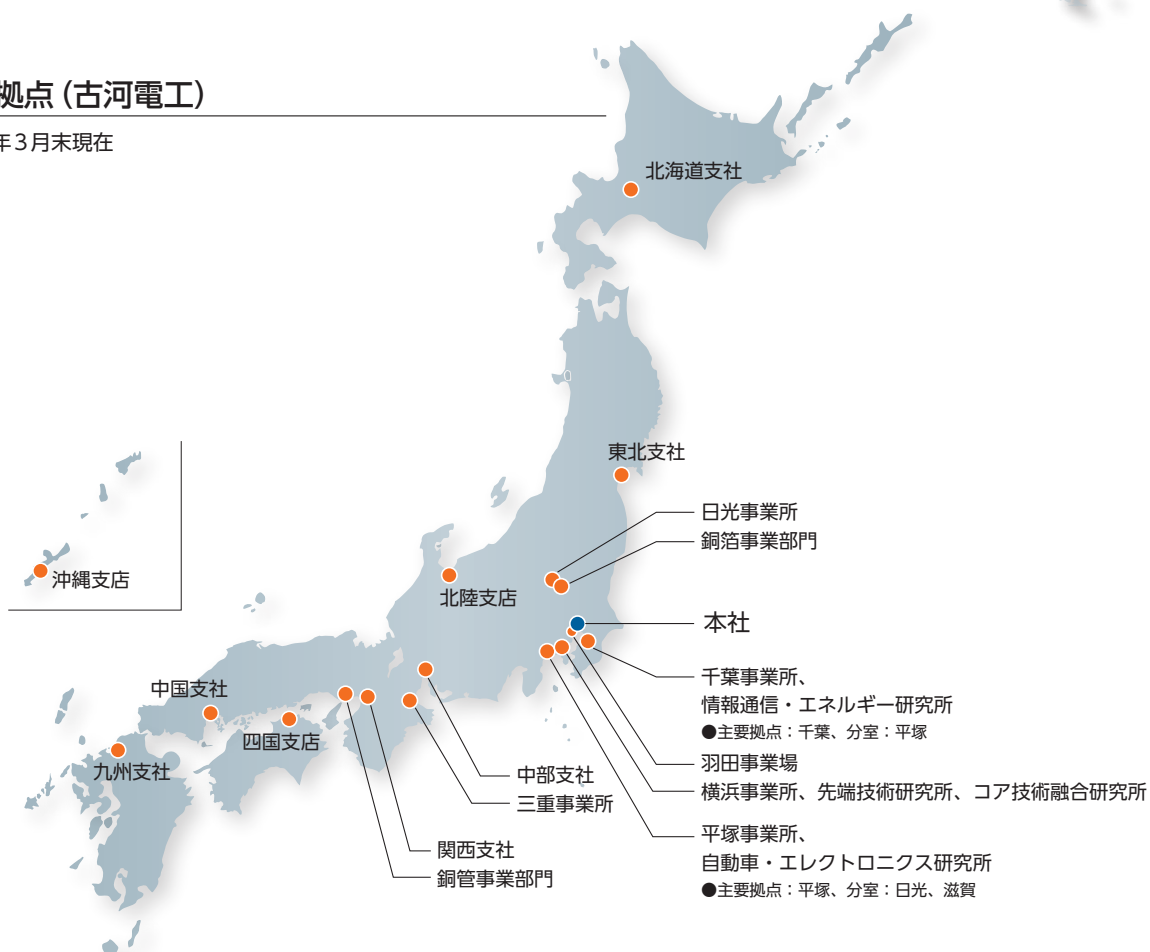 拠点（古河電工）
年３月末現在
北海道支社
東北支社
日光事業所
銅箔事業部門
沖縄支店
北陸支店
本社
千葉事業所、
情報通信・エネルギー研究所
●主要拠点：千葉、分室：平塚
中国支社
四国支店
羽田事業場
九州支社
中部支社
横浜事業所、先端技術研究所、コア技術融合研究所
三重事業所
平塚事業所、
自動車・エレクトロニクス研究所
●主要拠点：平塚、分室：日光、滋賀
関西支社
銅管事業部門